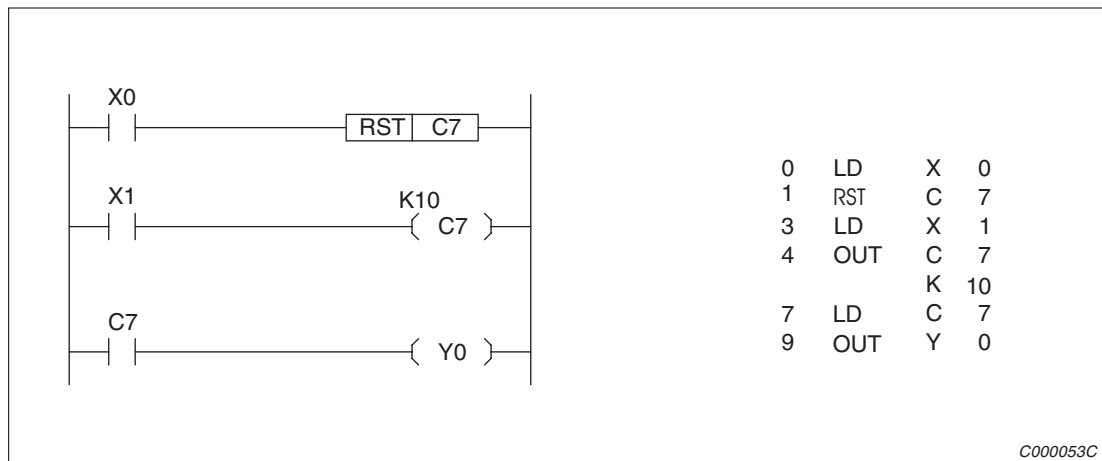 X0
RST C7
X1
K10
C7
C7
Y0
0 LD X 0
1 RST C 7
3 LD X 1
4 OUT C 7
K 10
7 LD C 7
9 OUT Y 0
C000053C